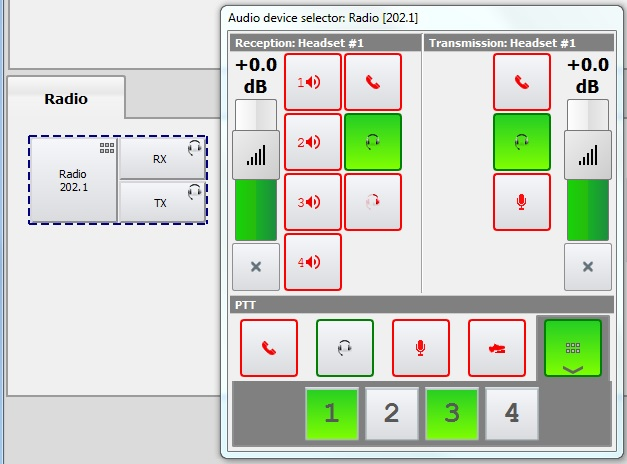 Audio device selector: Radio [202.1]
Reception: Headset #1
Transmission: Headset #1
+0.0
dB
1
2
3
4
+0.0
dB
Radio
Radio
202.1
RX
TX
PTT
1 2 3 4